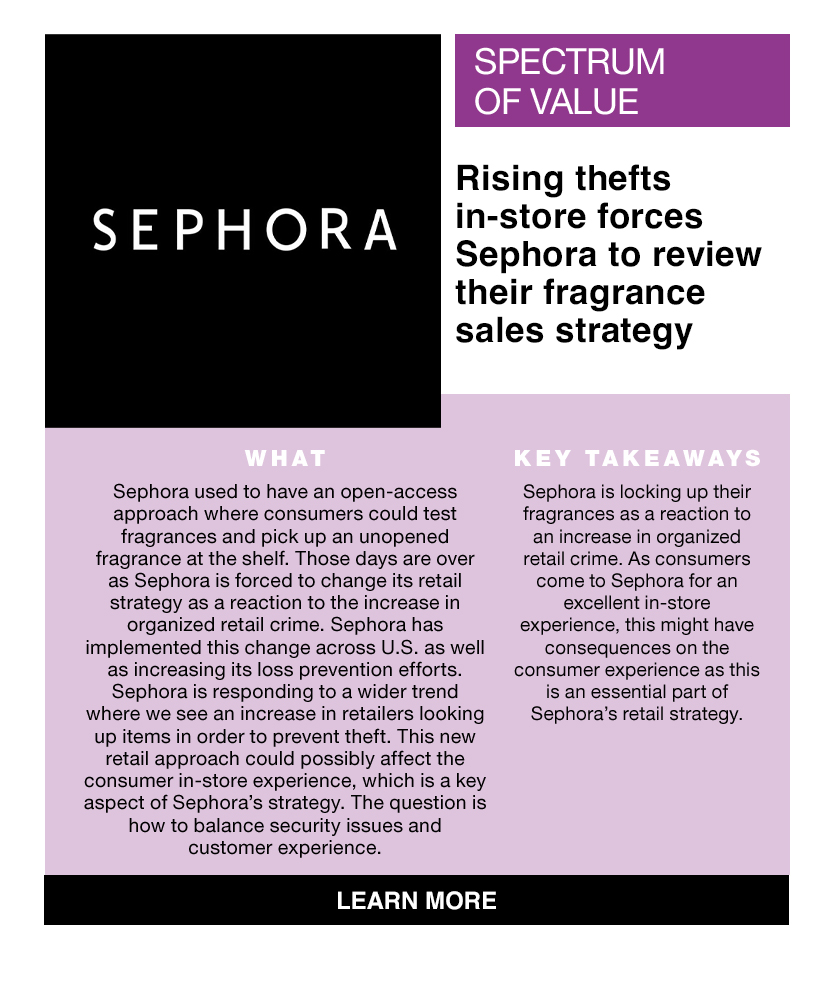 SEPHORA
SPECTRUM
OF VALUE
Rising thefts
in-store forces
Sephora to review
their fragrance
sales strategy
WHAT
Sephora used to have an open-access
approach where consumers could test
fragrances and pick up an unopened
fragrance at the shelf. Those days are over
as Sephora is forced to change its retail
strategy as a reaction to the increase in
organized retail crime. Sephora has
implemented this change across U.S. as well
as increasing its loss prevention efforts.
Sephora is responding to a wider trend
where we see an increase in retailers looking
up items in order to prevent theft. This new
retail approach could possibly affect the
consumer in-store experience, which is a key
aspect of Sephora’s strategy. The question is
how to balance security issues and
customer experience.
KEY TAKEAWAYS
Sephora is locking up their
fragrances as a reaction to
an increase in organized
retail crime. As consumers
come to Sephora for an
excellent in-store
experience, this might have
consequences on the
consumer experience as this
is an essential part of
Sephora’s retail strategy.
LEARN MORE